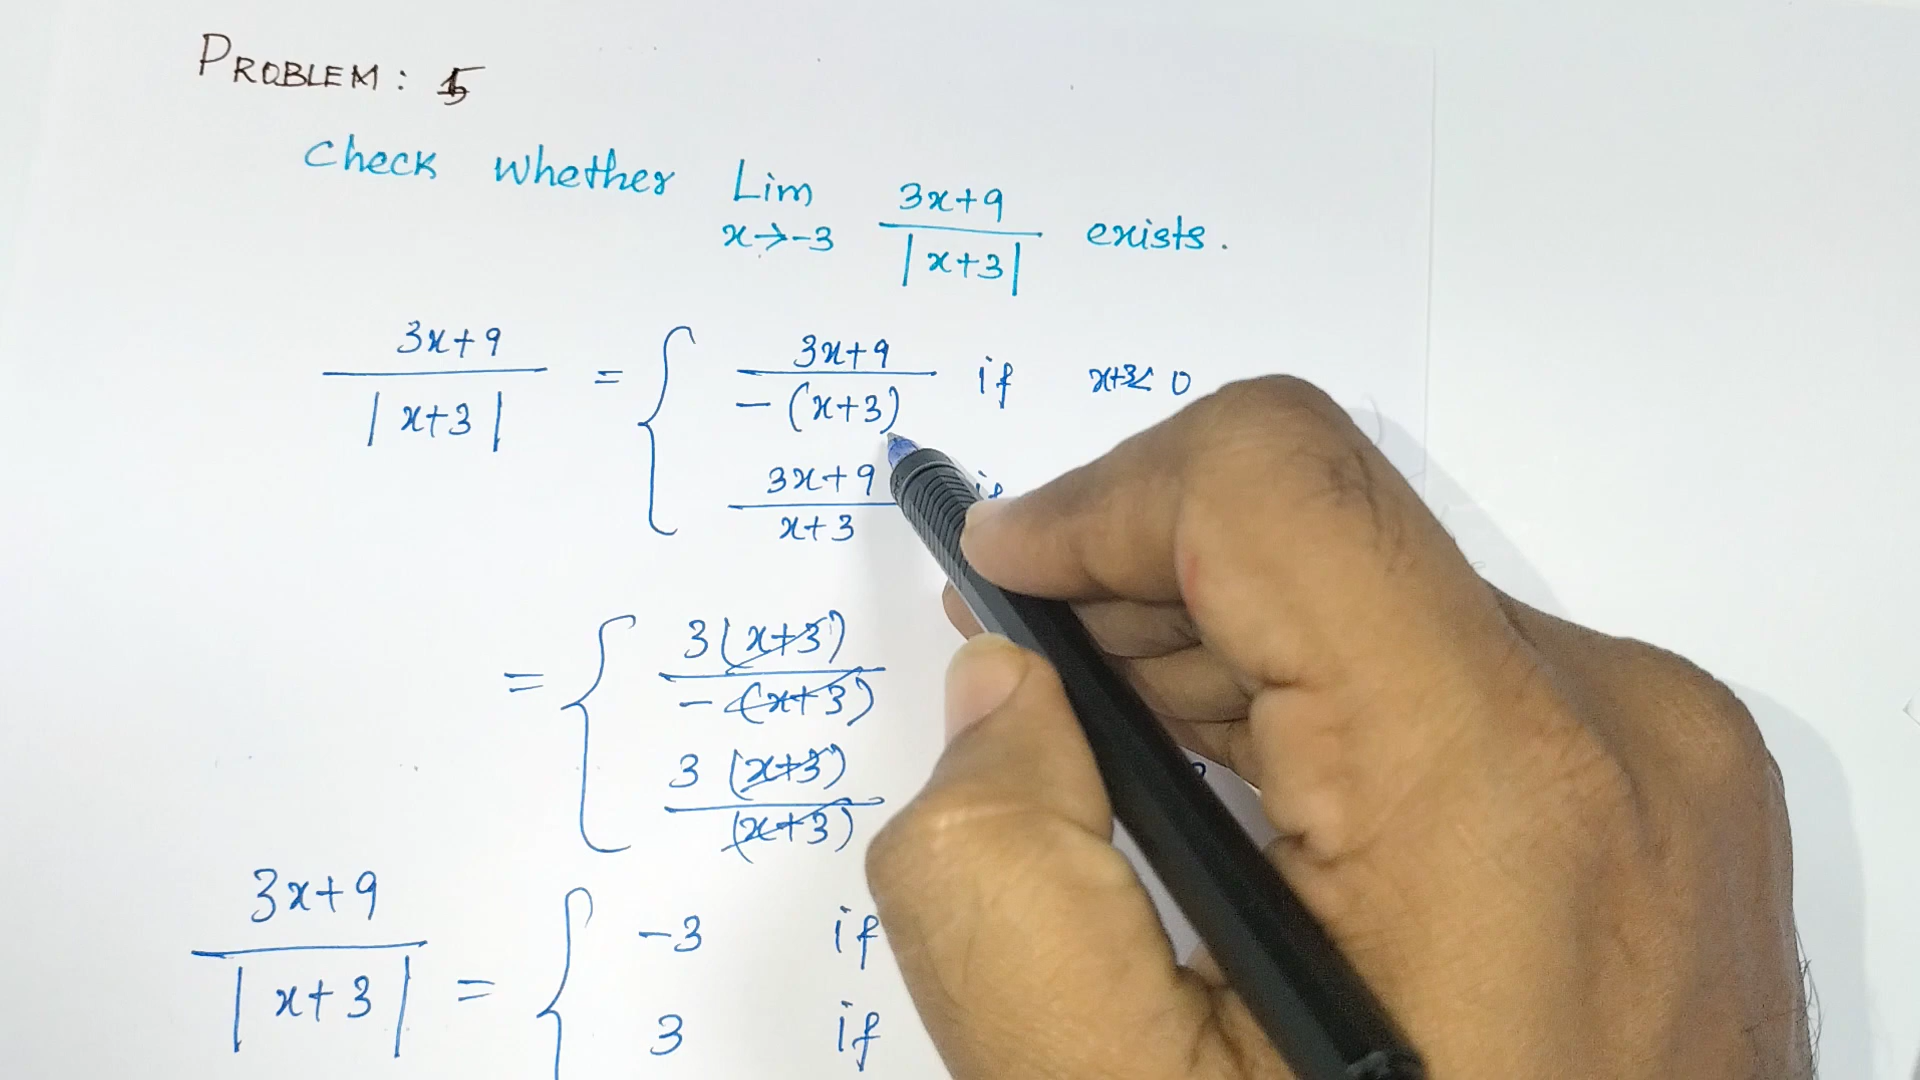 PROBLEM: 5
Check whether Lim x→-3 3x+9 / |x+3| exists.
3x+9 / |x+3| = { 3x+9 / -(x+3) if x+3< 0
3x+9 / x+3 if
= { 3(x+3) / -(x+3)
3(x+3) / (x+3)
3x+9 / |x+3| = { -3 if
3 if